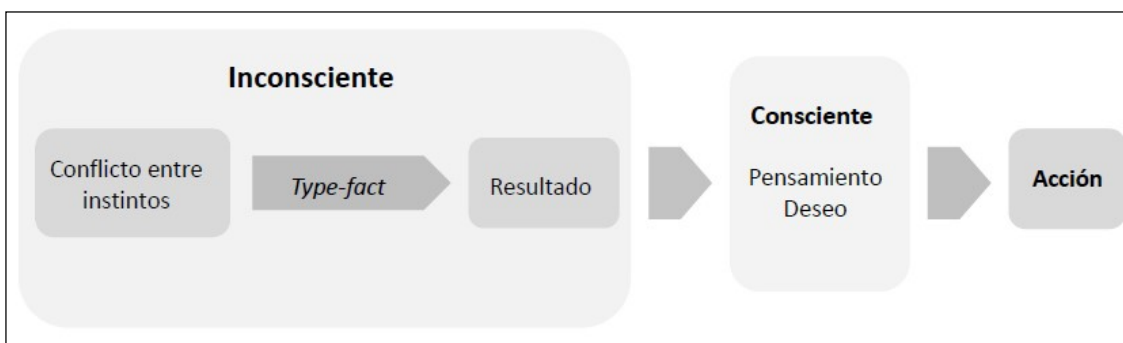 Inconsciente
Conflicto entre
instintos
Type-fact
Resultado
Consciente
Pensamiento
Deseo
Acción